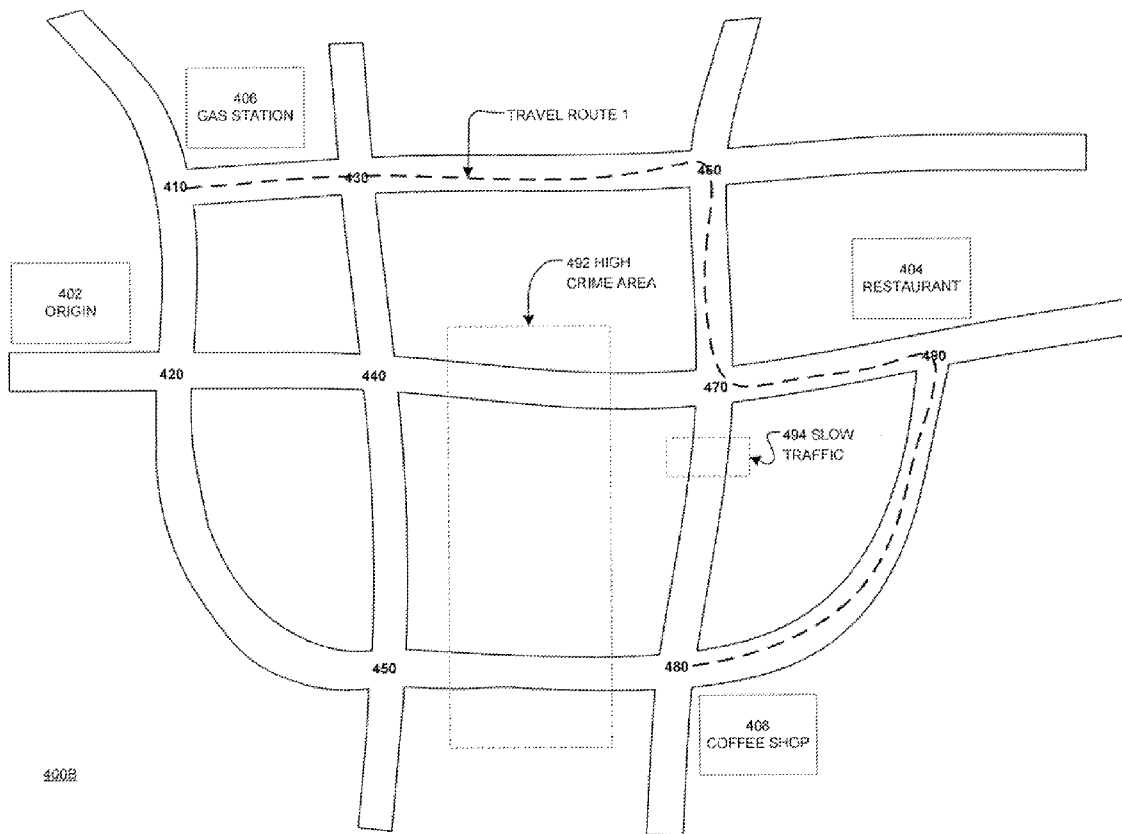 406
GAS STATION
TRAVEL ROUTE 1
410
430
460
492 HIGH
CRIME AREA
404
RESTAURANT
402
ORIGIN
420
440
470
490
494 SLOW
TRAFFIC
450
480
408
COFFEE SHOP
400B